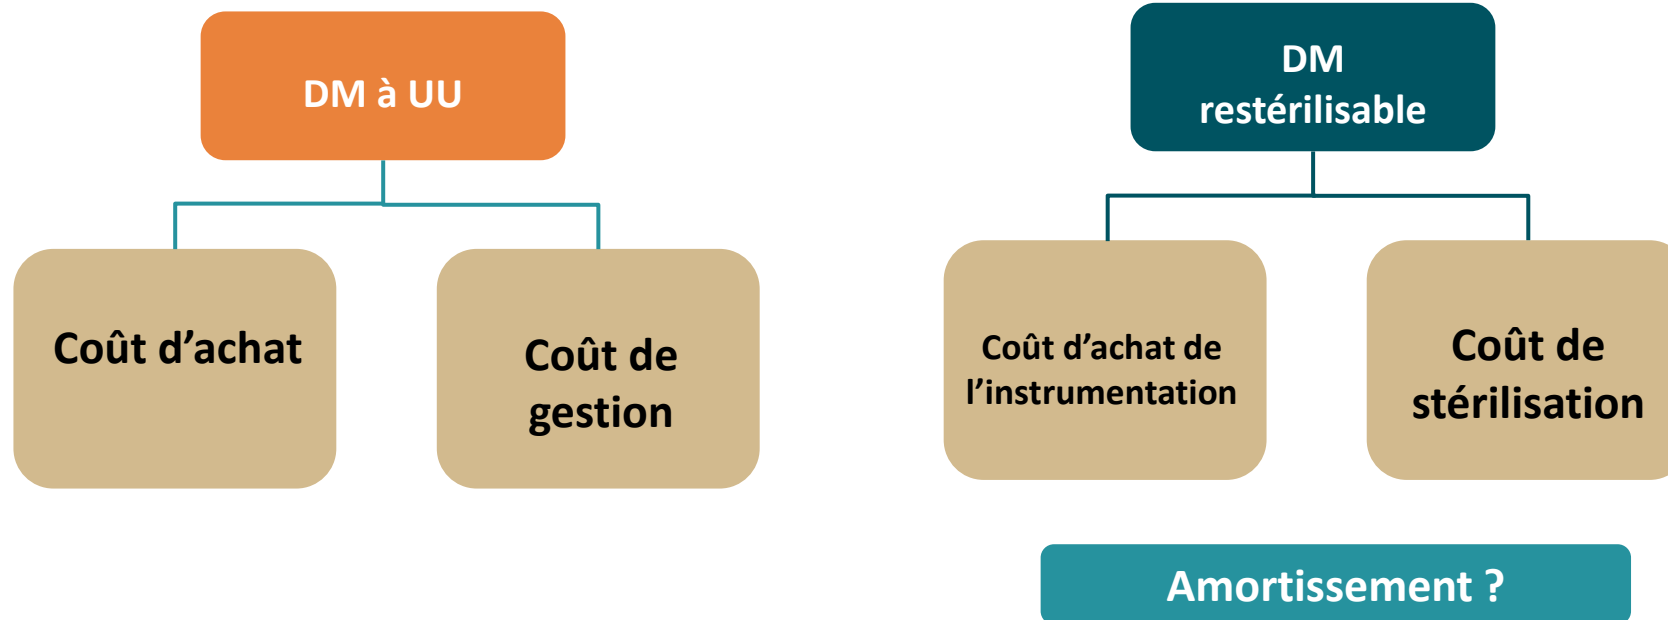 DM à UU
Coût d’achat
Coût de
gestion
DM
restérilisable
Coût d’achat de
l’instrumentation
Coût de
stérilisation
Amortissement ?